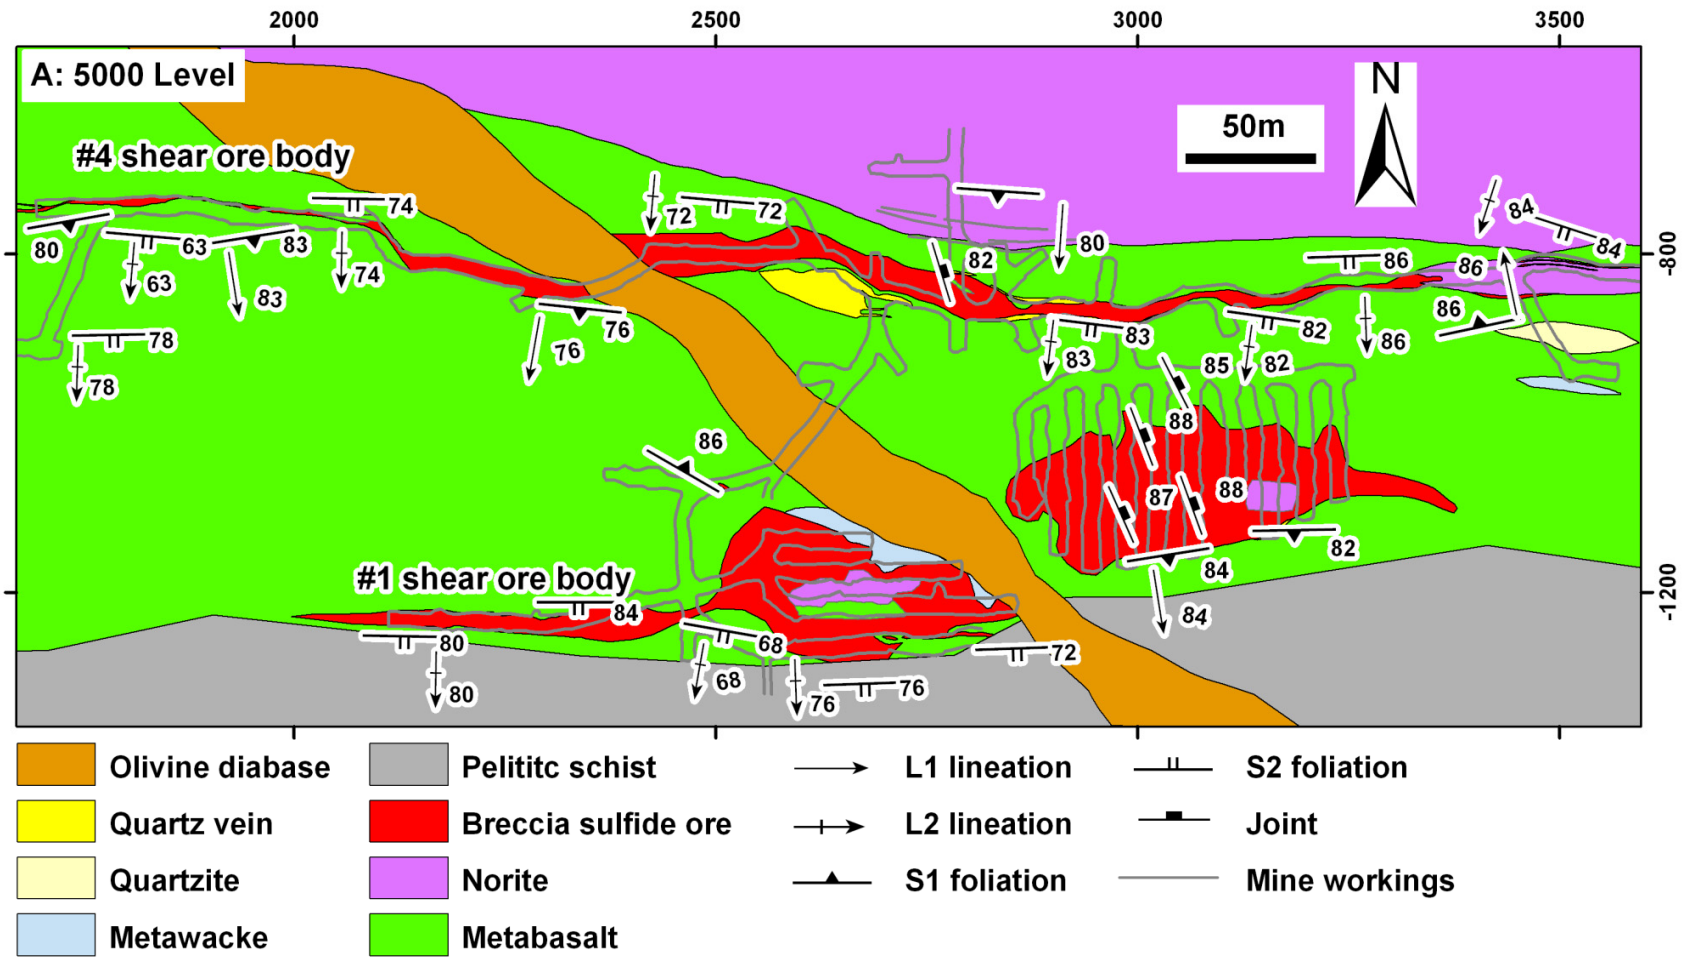 2000 2500 3000 3500
A: 5000 Level
N
50m
#4 shear ore body
84
74
72 72
84
80 63 83
80
-800
82
86 86
63 83 74
86
76
83 82
78
76
83
85 82
86
78
88
86
87 88
82
84
#1 shear ore body
84
-1200
84
80
68
72
80
68
76
76
Olivine diabase
Pelititc schist
L1 lineation
S2 foliation
Quartz vein
Breccia sulfide ore
L2 lineation
Joint
Quartzite
Norite
S1 foliation
Mine workings
Metawacke
Metabasalt